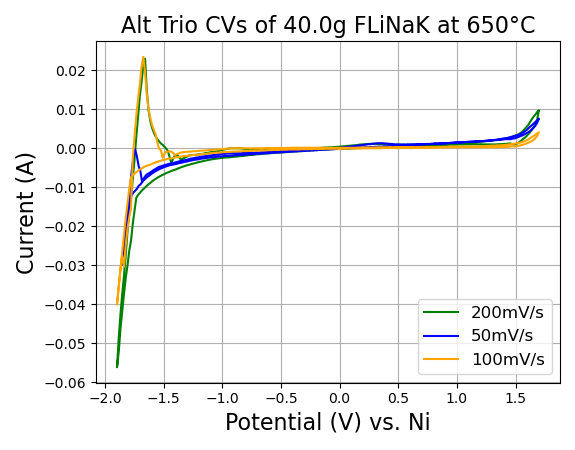 Alt Trio CVs of 40.0g FLiNaK at 650°C
Current (A)
0.02
0.01
0.00
−0.01
−0.02
−0.03
−0.04
−0.05
−0.06
200mV/s
50mV/s
100mV/s
−2.0 −1.5 −1.0 −0.5 0.0 0.5 1.0 1.5
Potential (V) vs. Ni